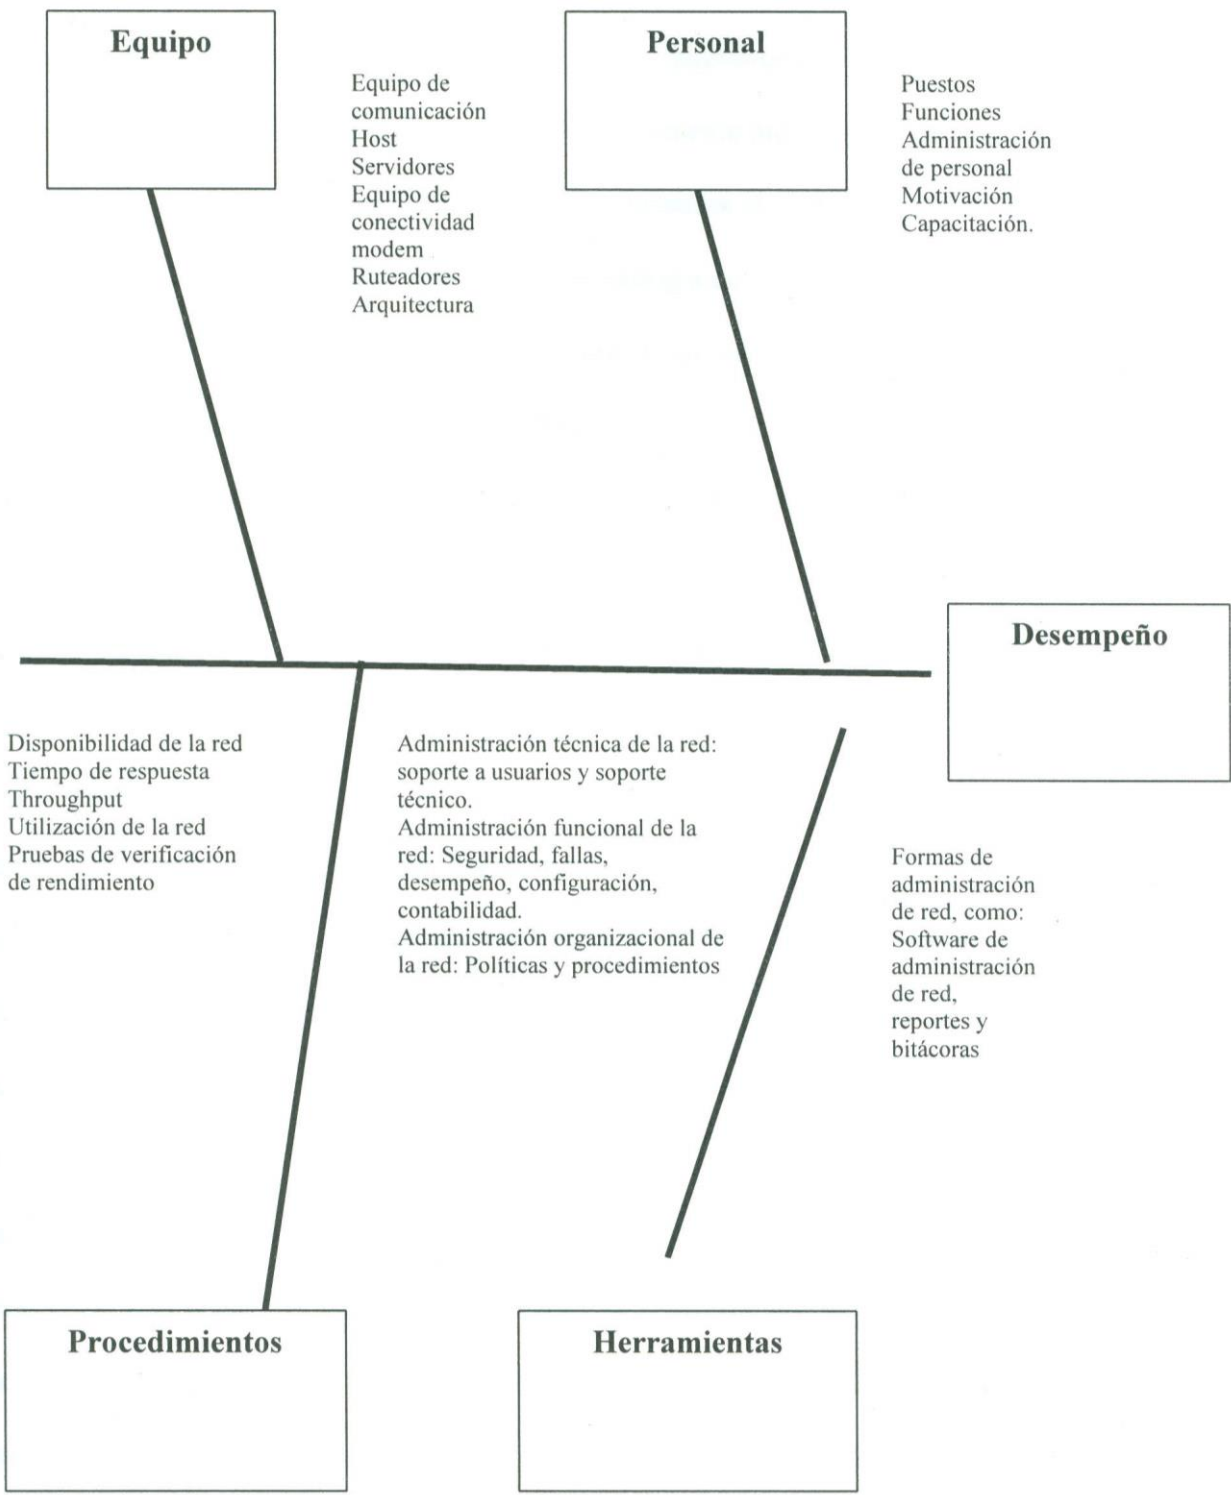 Equipo
Equipo de
comunicación
Host
Servidores
Equipo de
conectividad
modem
Ruteadores
Arquitectura
Personal
Puestos
Funciones
Administración
de personal
Motivación
Capacitación.
Desempeño
Disponibilidad de la red
Tiempo de respuesta
Throughput
Utilización de la red
Pruebas de verificación
de rendimiento
Administración técnica de la red:
soporte a usuarios y soporte
técnico.
Administración funcional de la
red: Seguridad, fallas,
desempeño, configuración,
contabilidad.
Administración organizacional de
la red: Políticas y procedimientos
Formas de
administración
de red, como:
Software de
administración
de red,
reportes y
bitácoras
Procedimientos
Herramientas